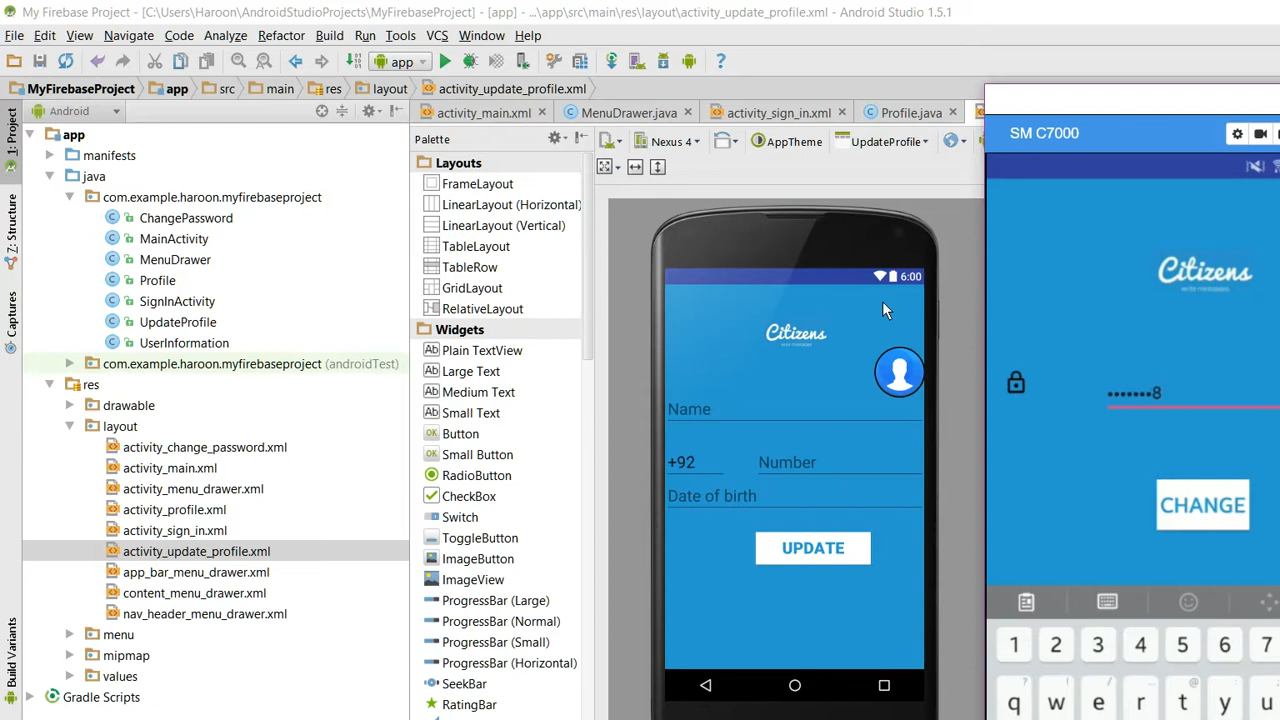 My Firebase Project - [C:\Users\Haroon\AndroidStudioProjects\MyFirebaseProject] - [app] - ...\app\src\main\res\layout\activity_update_profile.xml - Android Studio 1.5.1
File Edit View Navigate Code Analyze Refactor Build Run Tools VCS Window Help
app
MyFirebaseProject app src main res layout activity_update_profile.xml
Android
activity_main.xml MenuDrawer.java activity_sign_in.xml Profile.java
1: Project
7: Structure
Captures
Build Variants
app
manifests
java
com.example.haroon.myfirebaseproject
ChangePassword
MainActivity
MenuDrawer
Profile
SignInActivity
UpdateProfile
UserInformation
com.example.haroon.myfirebaseproject (androidTest)
res
drawable
layout
activity_change_password.xml
activity_main.xml
activity_menu_drawer.xml
activity_profile.xml
activity_sign_in.xml
activity_update_profile.xml
app_bar_menu_drawer.xml
content_menu_drawer.xml
nav_header_menu_drawer.xml
menu
mipmap
values
Gradle Scripts
Palette
Layouts
FrameLayout
LinearLayout (Horizontal)
LinearLayout (Vertical)
TableLayout
TableRow
GridLayout
RelativeLayout
Widgets
Ab Plain TextView
Ab Large Text
Ab Medium Text
Ab Small Text
OK Button
OK Small Button
RadioButton
CheckBox
Switch
ToggleButton
ImageButton
ImageView
ProgressBar (Large)
ProgressBar (Normal)
ProgressBar (Small)
ProgressBar (Horizontal)
SeekBar
RatingBar
Nexus 4 AppTheme UpdateProfile
6:00
Citizens
Name
+92 Number
Date of birth
UPDATE
SM C7000
Citizens
•••••••8
CHANGE
1 2 3 4 5 6 7
q w e r t y u